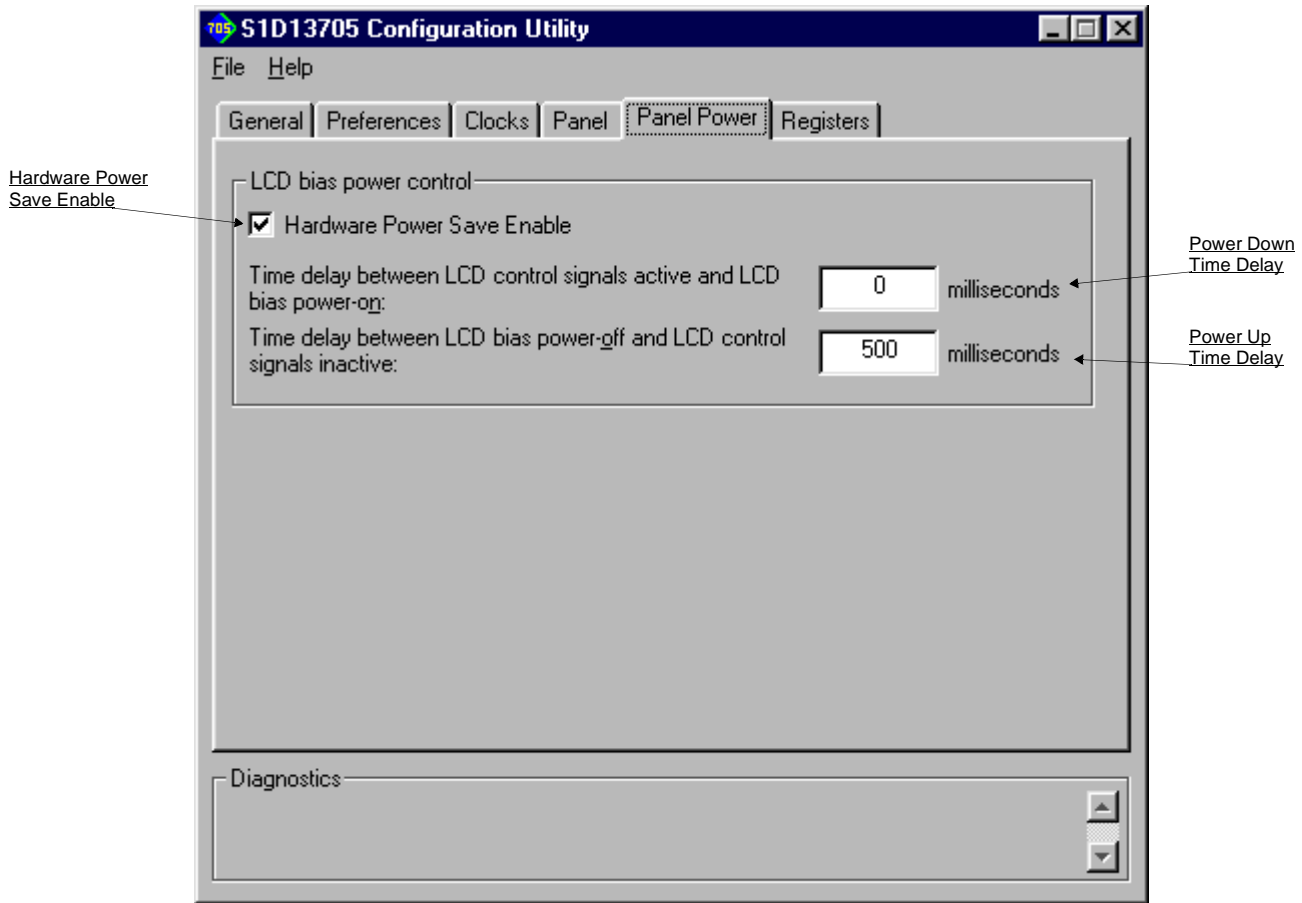 705 S1D13705 Configuration Utility
File Help
General Preferences Clocks Panel Panel Power Registers
Hardware Power
Save Enable
LCD bias power control
Hardware Power Save Enable
Time delay between LCD control signals active and LCD
bias power-on:
0 milliseconds
Power Down
Time Delay
Time delay between LCD bias power-off and LCD control
signals inactive:
500 milliseconds
Power Up
Time Delay
Diagnostics